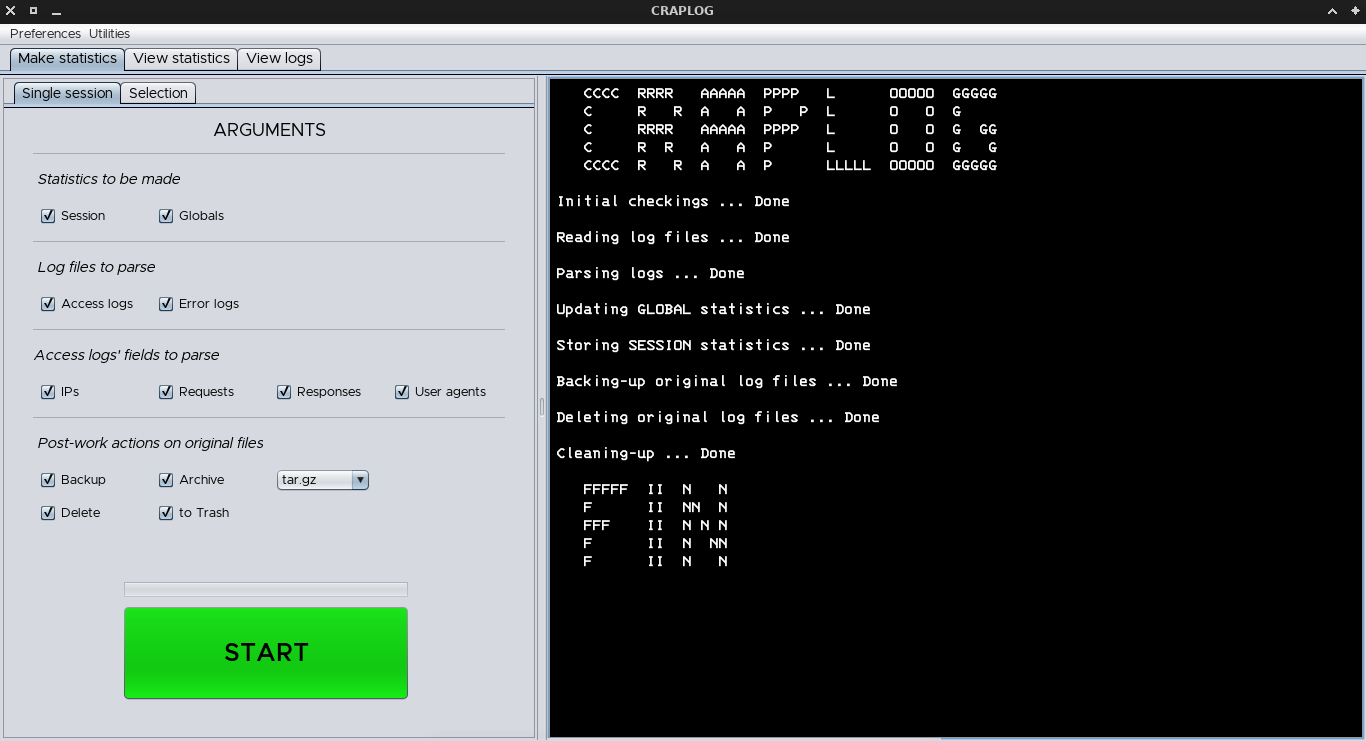 CRAPLOG
Preferences Utilities
Make statistics View statistics View logs
Single session Selection
ARGUMENTS
Statistics to be made
Session Globals
Log files to parse
Access logs Error logs
Access logs' fields to parse
IPs Requests Responses User agents
Post-work actions on original files
Backup Archive tar.gz
Delete to Trash
START
CCCC  RRRR   AAAAA  PPPP   L      OOOOO  GGGGG
C     R   R  A   A  P   P  L      O   O  G
C     RRRR   AAAAA  PPPP   L      O   O  G  GG
C     R  R   A   A  P      L      O   O  G   G
CCCC  R   R  A   A  P      LLLLL  OOOOO  GGGGG
Initial checkings ... Done
Reading log files ... Done
Parsing logs ... Done
Updating GLOBAL statistics ... Done
Storing SESSION statistics ... Done
Backing-up original log files ... Done
Deleting original log files ... Done
Cleaning-up ... Done
FFFFF  II  N   N
F      II  NN  N
FFF    II  N N N
F      II  N  NN
F      II  N   N